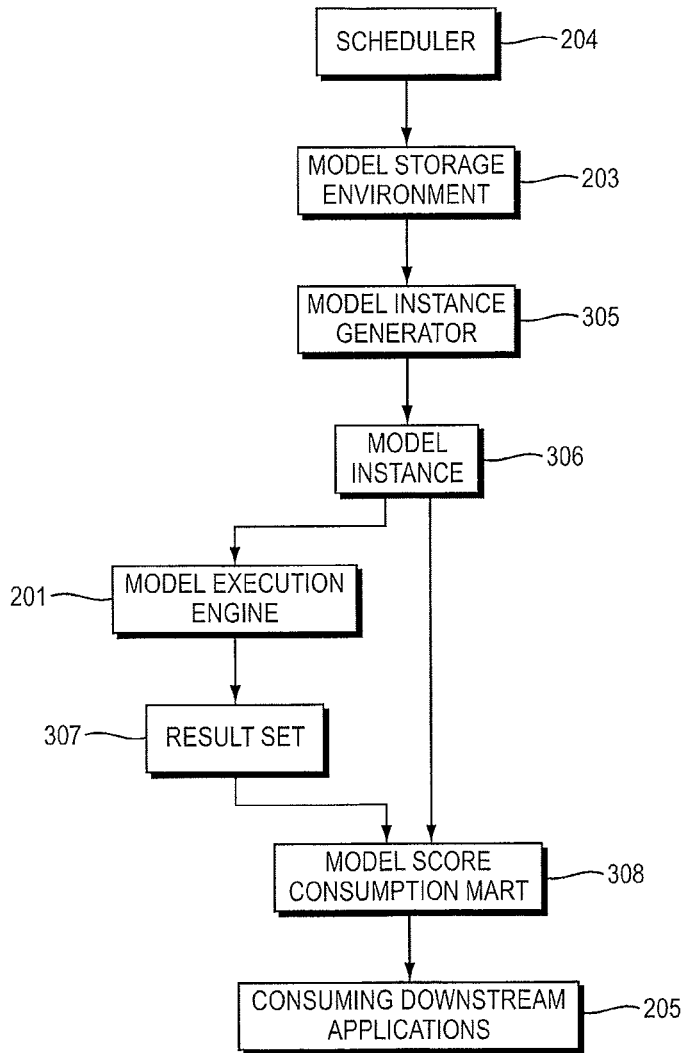 SCHEDULER
204
MODEL STORAGE
ENVIRONMENT
203
MODEL INSTANCE
GENERATOR
305
MODEL
INSTANCE
306
201
MODEL EXECUTION
ENGINE
307
RESULT SET
MODEL SCORE
CONSUMPTION MART
308
CONSUMING DOWNSTREAM
APPLICATIONS
205